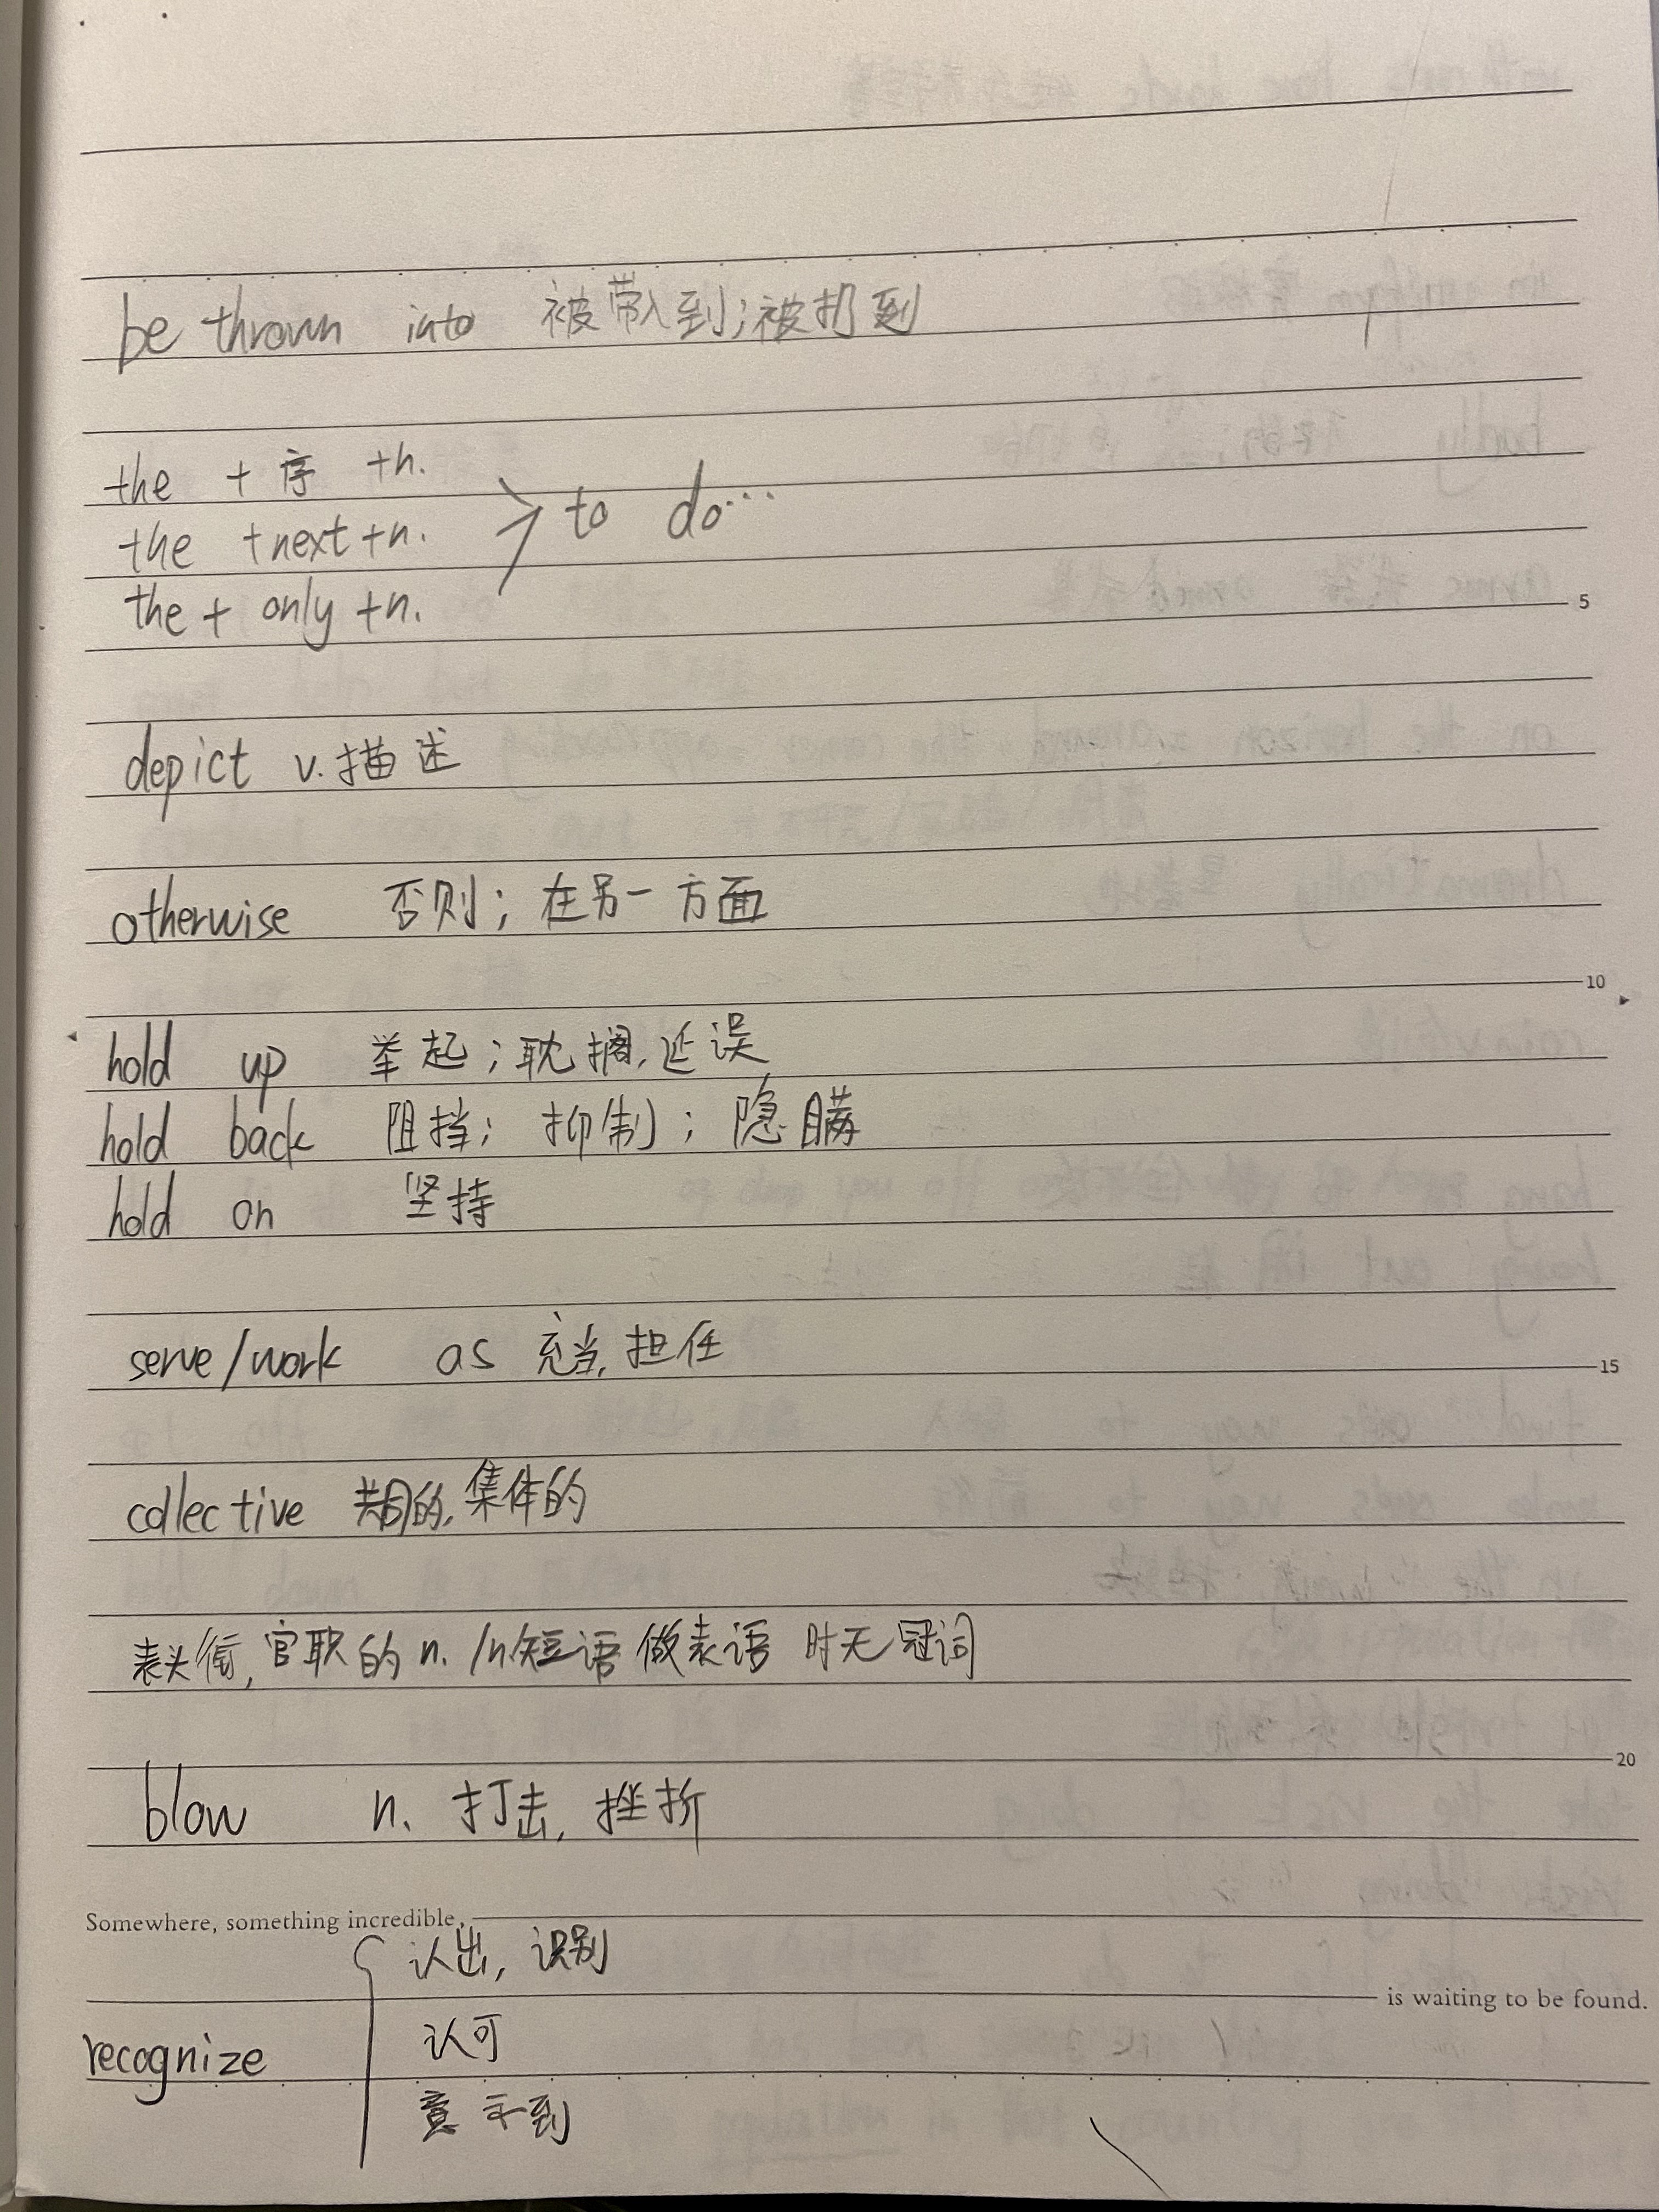 be thrown into 被带入到；被扔到
the + 序 + n.
the + next + n. > to do...
the + only + n.
5
depict v. 描述
otherwise 否则；在另一方面
10
hold up 举起；耽搁，延误
hold back 阻挡；抑制；隐瞒
hold on 坚持
serve/work as 充当，担任
15
collective 共同的，集体的
表头衔，官职的 n. /n短语做表语 时无冠词
blow n. 打击，挫折
20
Somewhere, something incredible,
is waiting to be found.
认出，识别
recognize 认可
意识到